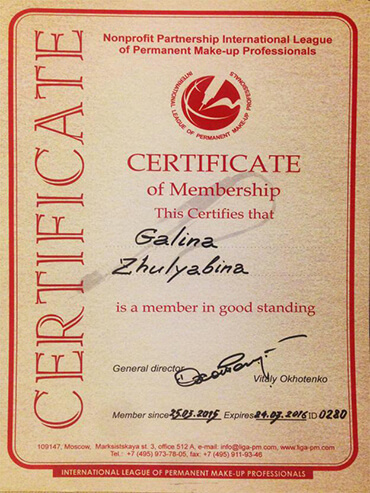 CERTIFICATE
Nonprofit Partnership International League
of Permanent Make-up Professionals
INTERNATIONAL LEAGUE OF PERMANENT MAKE-UP PROFESSIONALS
CERTIFICATE
of Membership
This Certifies that
Galina
Zhulyabina
is a member in good standing
General director
Vitaly Okhotenko
Member since 25.03.2015 Expires 24.03.2016 ID 0280
109147, Moscow, Marksistskaya st. 3, office 512 A, e-mail: info@liga-pm.com, www.liga-pm.com
Tel.: +7 (495) 973-78-05, fax: +7 (495) 911-93-46
INTERNATIONAL LEAGUE OF PERMANENT MAKE-UP PROFESSIONALS